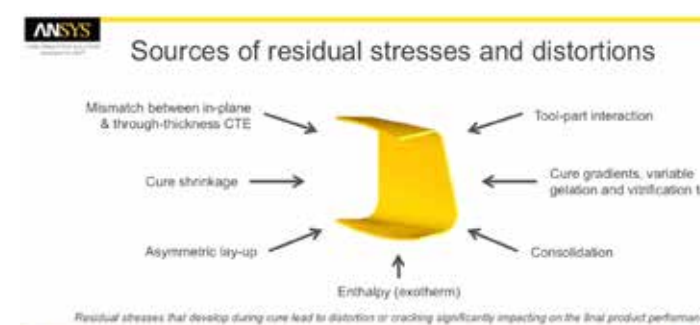 ANSYS
Sources of residual stresses and distortions
Mismatch between in-plane
& through-thickness CTE
Tool-part interaction
Cure shrinkage
Cure gradients, variable
gelation and vitrification
Asymmetric lay-up
Consolidation
Enthalpy (exotherm)
Residual stresses that develop during cure lead to distortion or cracking significantly impacting on the final product